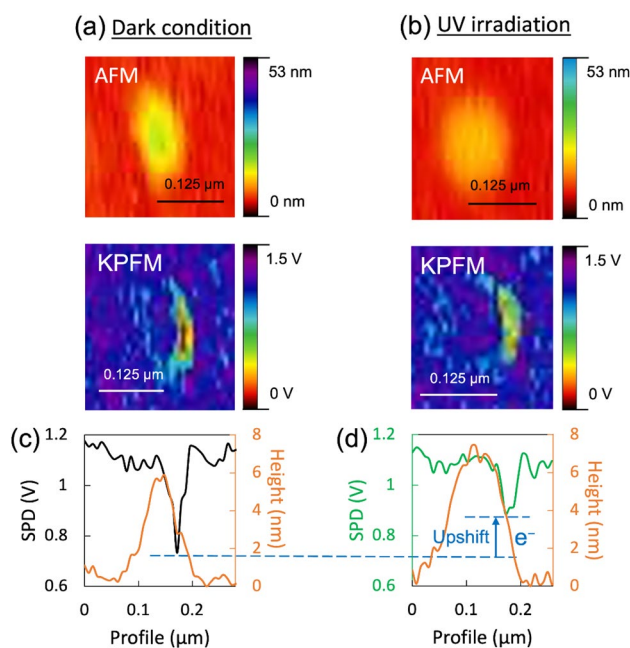 (a) Dark condition
(b) UV irradiation
AFM
53 nm
0.125 µm
0 nm
AFM
53 nm
0.125 µm
0 nm
KPFM
1.5 V
0.125 µm
0 V
KPFM
1.5 V
0.125 µm
0 V
(c)
1.2
1
0.8
0.6
SPD (V)
8
6
4
2
0
Height (nm)
0
0.1
0.2
Profile (µm)
(d)
1.2
1
0.8
0.6
SPD (V)
Upshift
e⁻
8
6
4
2
0
Height (nm)
0
0.1
0.2
Profile (µm)